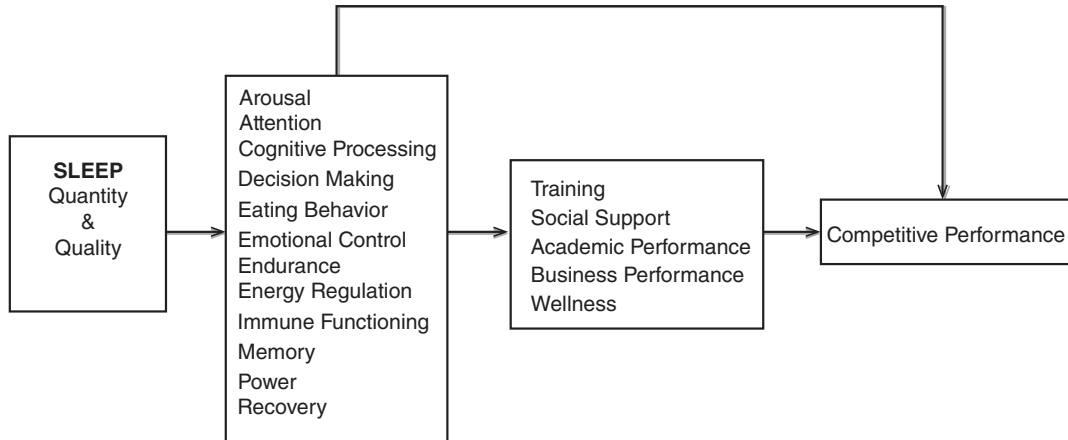 SLEEP
Quantity
&
Quality
Arousal
Attention
Cognitive Processing
Decision Making
Eating Behavior
Emotional Control
Endurance
Energy Regulation
Immune Functioning
Memory
Power
Recovery
Training
Social Support
Academic Performance
Business Performance
Wellness
Competitive Performance